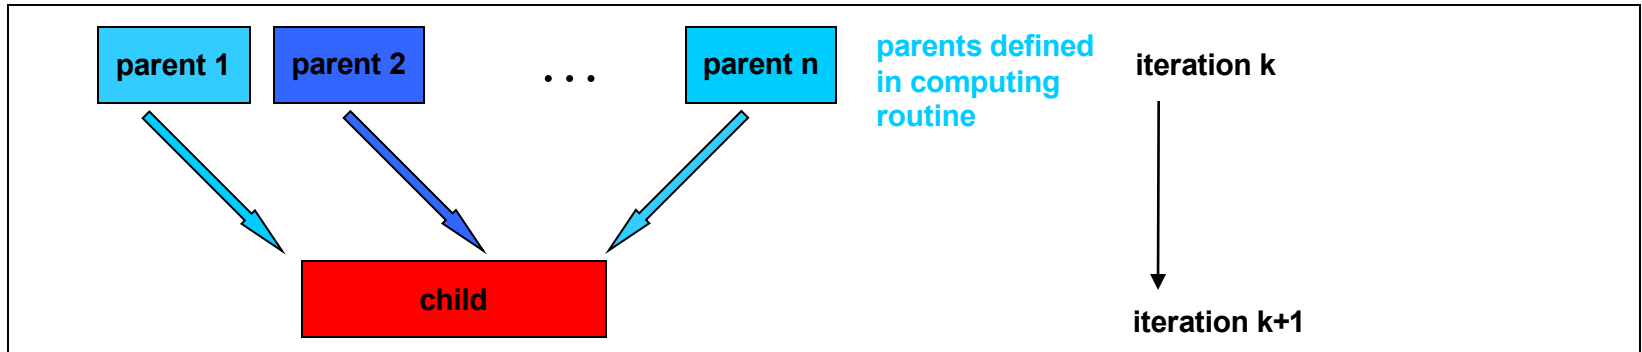 parent 1
parent 2
. . .
parent n
parents defined
in computing
routine
iteration k
child
iteration k+1